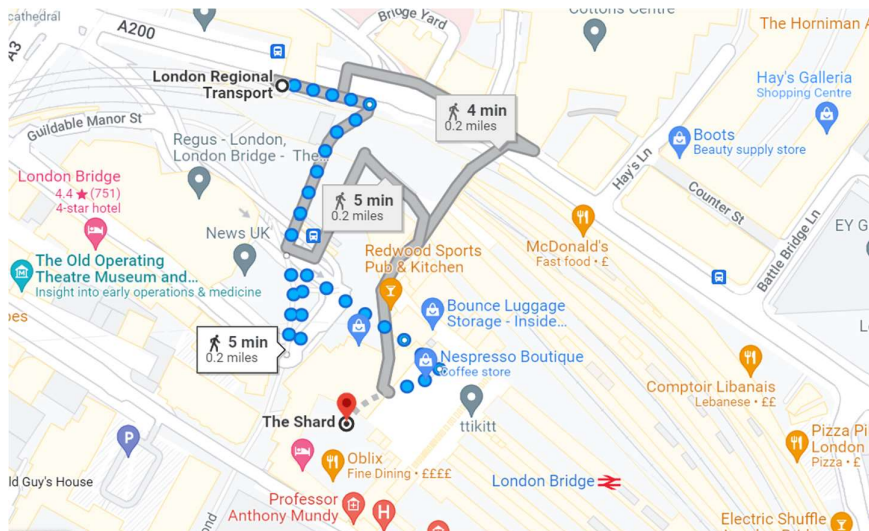 cathedral
A3
A200
Bridge Yard
Cottons Centre
The Horniman A
London Regional
Transport
Guildable Manor St
Regus - London,
London Bridge - The...
4 min
0.2 miles
Hay's Galleria
Shopping Centre
Boots
Beauty supply store
Hay's Ln
Counter St
Battle Bridge Ln
London Bridge
4.4 ★ (751)
4-star hotel
5 min
0.2 miles
News UK
EY G
Redwood Sports
Pub & Kitchen
McDonald's
Fast food • £
The Old Operating
Theatre Museum and...
Insight into early operations & medicine
Bounce Luggage
Storage - Inside...
5 min
0.2 miles
Nespresso Boutique
Coffee store
Comptoir Libanais
Lebanese • ££
The Shard
ttikitt
P
Oblix
Fine Dining • ££££
Pizza Pi
London
Pizza • £
ld Guy's House
London Bridge
Professor
Anthony Mundy
H
Electric Shuffle